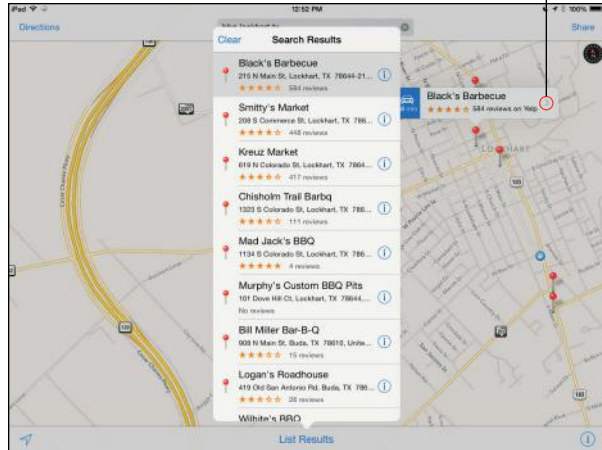 iPad
12:52 PM
100%
Directions
Share
Clear
Search Results
Black's Barbecue
215 N Main St, Lockhart, TX 78644-21...
584 reviews
Smitty's Market
208 S Commerce St, Lockhart, TX 786...
448 reviews
Kreuz Market
619 N Colorado St, Lockhart, TX 786...
417 reviews
Chisholm Trail Barbq
1323 S Colorado St, Lockhart, TX 786...
111 reviews
Mad Jack's BBQ
1134 S Colorado St, Lockhart, TX 786...
4 reviews
Murphy's Custom BBQ Pits
101 Dove Hill Ct, Lockhart, TX 78644,...
No reviews
Bill Miller Bar-B-Q
908 N Main St, Buda, TX 78610, Unite...
15 reviews
Logan's Roadhouse
419 Old San Antonio Rd, Buda, TX 786...
28 reviews
Wilhite's BBQ
Black's Barbecue
584 reviews on Yelp
LOCKHART
183
List Results